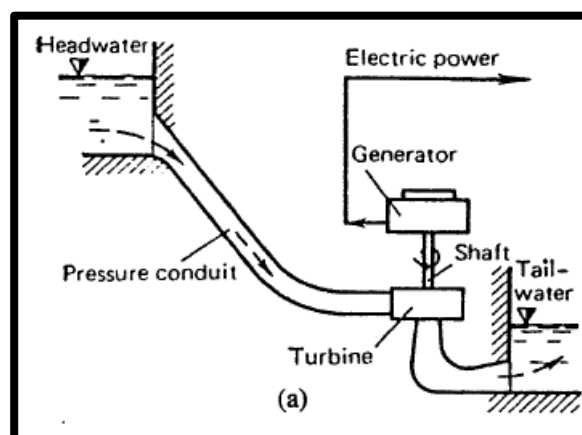 Headwater
Electric power
Generator
Shaft
Pressure conduit
Tail-
water
Turbine
(a)